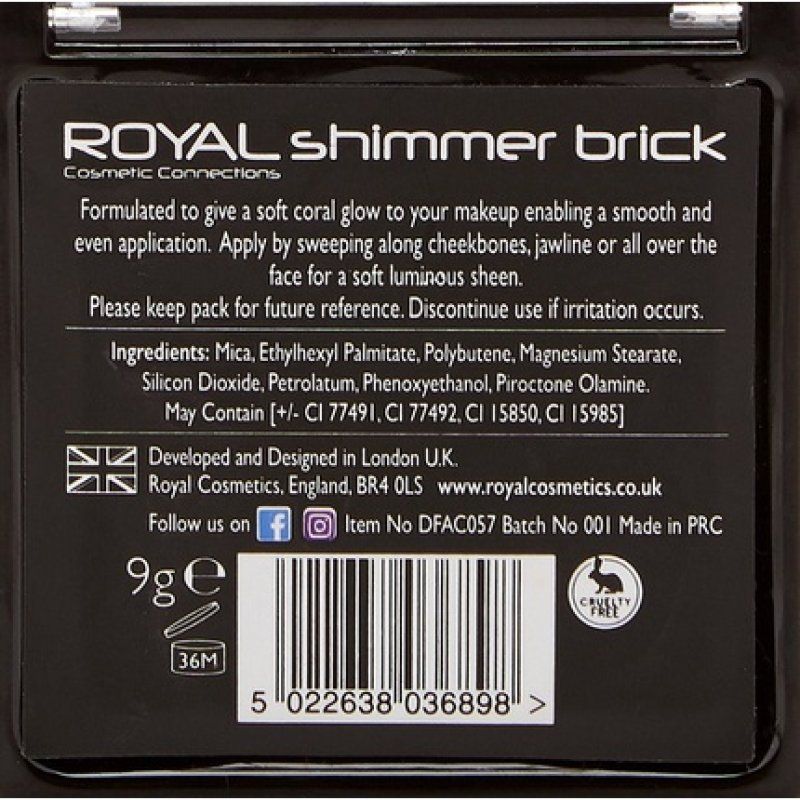 ROYAL shimmer brick
Cosmetic Connections
Formulated to give a soft coral glow to your makeup enabling a smooth and
even application. Apply by sweeping along cheekbones, jawline or all over the
face for a soft luminous sheen.
Please keep pack for future reference. Discontinue use if irritation occurs.
Ingredients: Mica, Ethylhexyl Palmitate, Polybutene, Magnesium Stearate,
Silicon Dioxide, Petrolatum, Phenoxyethanol, Piroctone Olamine.
May Contain [+/- CI 77491, CI 77492, CI 15850, CI 15985]
Developed and Designed in London U.K.
Royal Cosmetics, England, BR4 0LS www.royalcosmetics.co.uk
Follow us on f Item No DFAC057 Batch No 001 Made in PRC
9g ℮
36M
CRUELTY
FREE
5 022638 036898 >